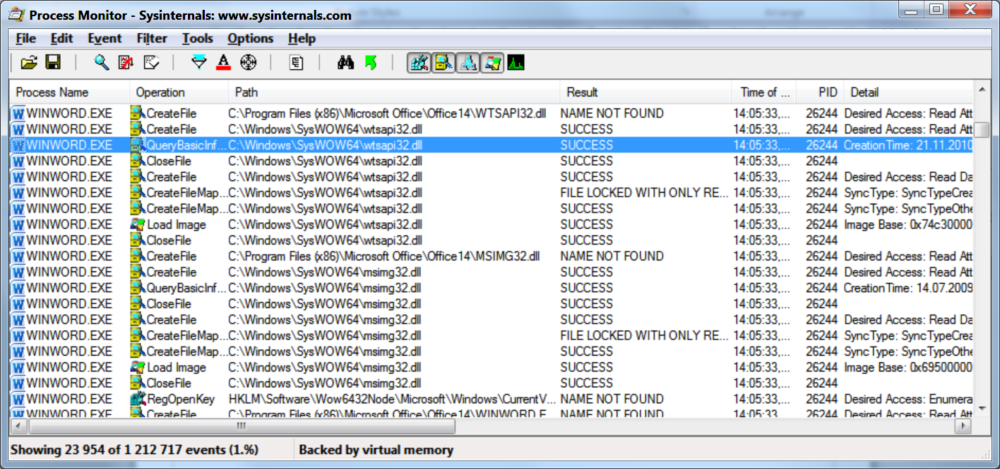 Process Monitor - Sysinternals: www.sysinternals.com
File Edit Event Filter Tools Options Help
Process Name Operation Path Result Time of ... PID Detail
WINWORD.EXE CreateFile C:\Program Files (x86)\Microsoft Office\Office14\WTSAPI32.dll NAME NOT FOUND 14:05:33,... 26244 Desired Access: Read Att
WINWORD.EXE CreateFile C:\Windows\SysWOW64\wtsapi32.dll SUCCESS 14:05:33,... 26244 Desired Access: Read Att
WINWORD.EXE QueryBasicInf... C:\Windows\SysWOW64\wtsapi32.dll SUCCESS 14:05:33,... 26244 CreationTime: 21.11.2010
WINWORD.EXE CloseFile C:\Windows\SysWOW64\wtsapi32.dll SUCCESS 14:05:33,... 26244
WINWORD.EXE CreateFile C:\Windows\SysWOW64\wtsapi32.dll SUCCESS 14:05:33,... 26244 Desired Access: Read Da
WINWORD.EXE CreateFileMap... C:\Windows\SysWOW64\wtsapi32.dll FILE LOCKED WITH ONLY RE... 14:05:33,... 26244 SyncType: SyncTypeCrea
WINWORD.EXE CreateFileMap... C:\Windows\SysWOW64\wtsapi32.dll SUCCESS 14:05:33,... 26244 SyncType: SyncTypeOthe
WINWORD.EXE Load Image C:\Windows\SysWOW64\wtsapi32.dll SUCCESS 14:05:33,... 26244 Image Base: 0x74c30000
WINWORD.EXE CloseFile C:\Windows\SysWOW64\wtsapi32.dll SUCCESS 14:05:33,... 26244
WINWORD.EXE CreateFile C:\Program Files (x86)\Microsoft Office\Office14\MSIMG32.dll NAME NOT FOUND 14:05:33,... 26244 Desired Access: Read Att
WINWORD.EXE CreateFile C:\Windows\SysWOW64\msimg32.dll SUCCESS 14:05:33,... 26244 Desired Access: Read Att
WINWORD.EXE QueryBasicInf... C:\Windows\SysWOW64\msimg32.dll SUCCESS 14:05:33,... 26244 CreationTime: 14.07.2009
WINWORD.EXE CloseFile C:\Windows\SysWOW64\msimg32.dll SUCCESS 14:05:33,... 26244
WINWORD.EXE CreateFile C:\Windows\SysWOW64\msimg32.dll SUCCESS 14:05:33,... 26244 Desired Access: Read Da
WINWORD.EXE CreateFileMap... C:\Windows\SysWOW64\msimg32.dll FILE LOCKED WITH ONLY RE... 14:05:33,... 26244 SyncType: SyncTypeCrea
WINWORD.EXE CreateFileMap... C:\Windows\SysWOW64\msimg32.dll SUCCESS 14:05:33,... 26244 SyncType: SyncTypeOthe
WINWORD.EXE Load Image C:\Windows\SysWOW64\msimg32.dll SUCCESS 14:05:33,... 26244 Image Base: 0x69500000
WINWORD.EXE CloseFile C:\Windows\SysWOW64\msimg32.dll SUCCESS 14:05:33,... 26244
WINWORD.EXE RegOpenKey HKLM\Software\Wow6432Node\Microsoft\Windows\CurrentV... NAME NOT FOUND 14:05:33,... 26244 Desired Access: Enumera
WINWORD.EXE CreateFile C:\Program Files (x86)\Microsoft Office\Office14\WINWORD.E NAME NOT FOUND 14:05:33,... 26244 Desired Access: Read Att
Showing 23 954 of 1 212 717 events (1.%) Backed by virtual memory